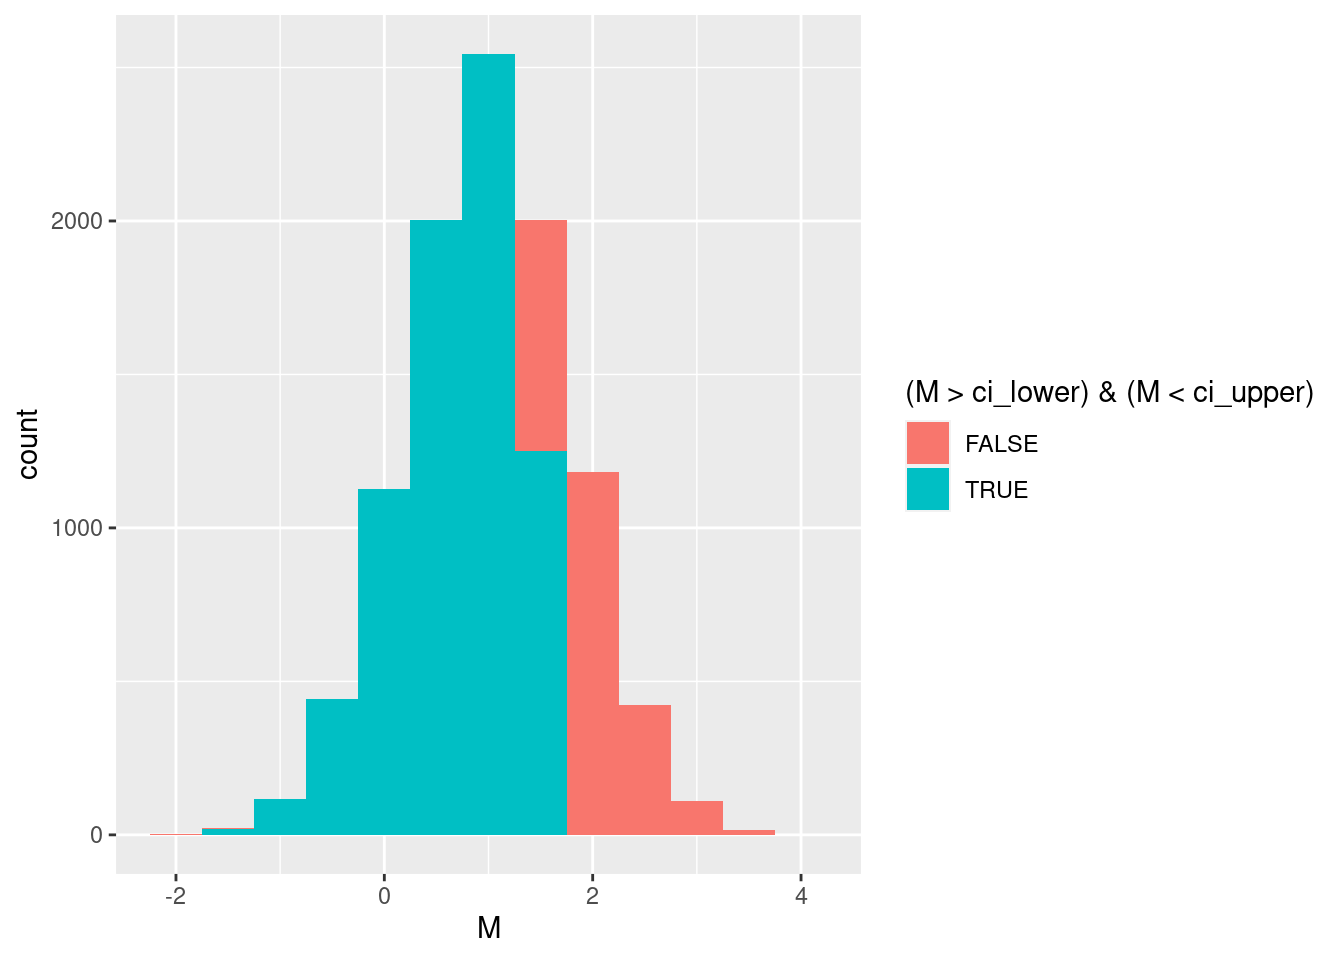 2000
1000
0
count
-2
0
2
4
M
(M > ci_lower) & (M < ci_upper)
FALSE
TRUE